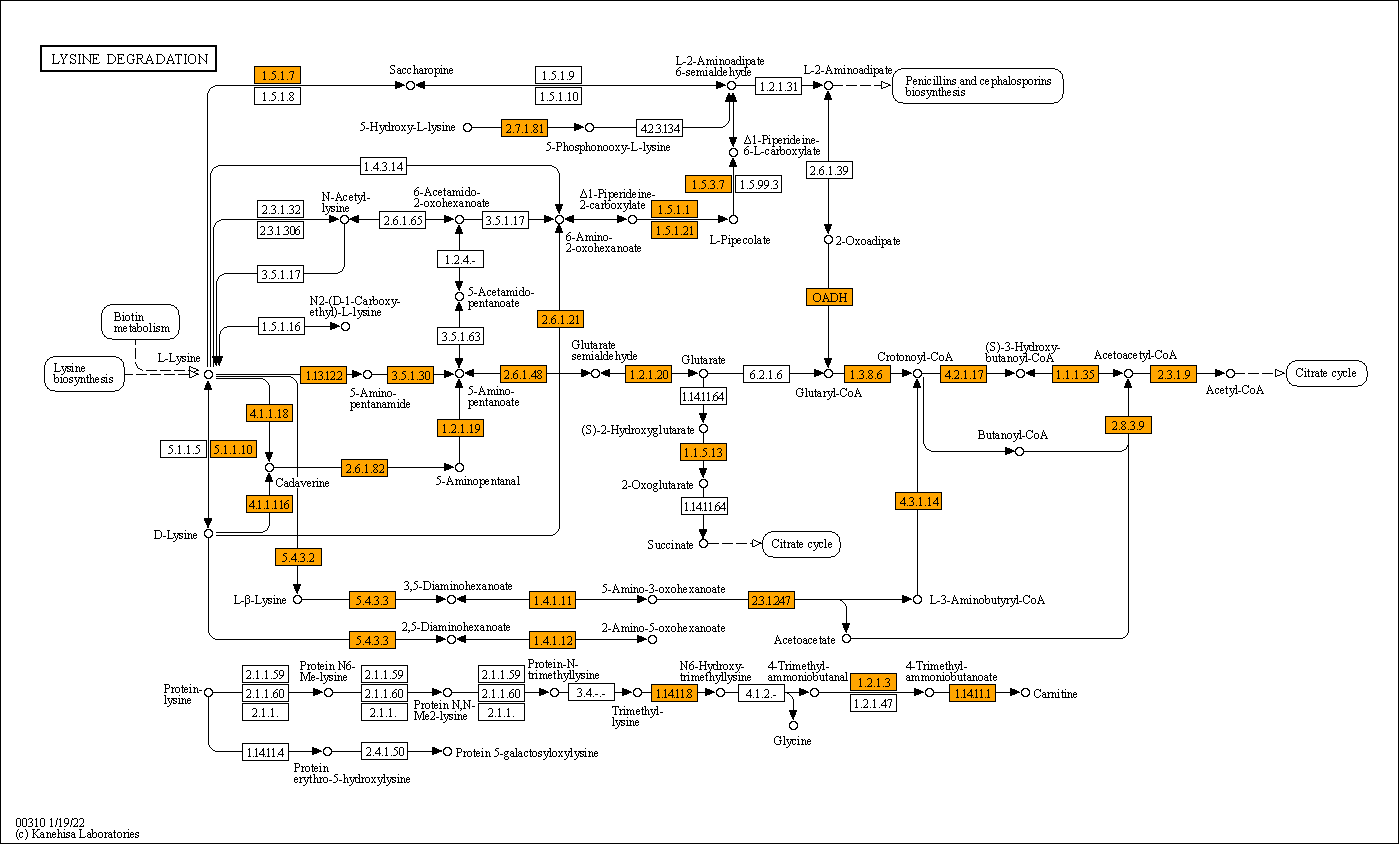 LYSINE DEGRADATION
1.5.1.7
1.5.1.8
Saccharopine
1.5.1.9
1.5.1.10
L-2-Aminoadipate
6-semialdehyde
1.2.1.31
L-2-Aminoadipate
Penicillins and cephalosporins
biosynthesis
5-Hydroxy-L-lysine
2.7.1.81
5-Phosphonooxy-L-lysine
4.2.3.134
Δ1-Piperideine-
6-L-carboxylate
1.4.3.14
2.6.1.39
1.5.3.7
1.5.99.3
N-Acetyl-
lysine
6-Acetamido-
2-oxohexanoate
Δ1-Piperideine-
2-carboxylate
2.3.1.32
2.3.1.306
2.6.1.65
3.5.1.17
1.5.1.1
1.5.1.21
L-Pipecolate
6-Amino-
2-oxohexanoate
2-Oxoadipate
1.2.4.-
3.5.1.17
5-Acetamido-
pentanoate
OADH
N2-(D-1-Carboxy-
ethyl)-L-lysine
1.5.1.16
3.5.1.63
2.6.1.21
Biotin
metabolism
Lysine
biosynthesis
L-Lysine
1.13.12.2
5-Amino-
pentanamide
3.5.1.30
5-Amino-
pentanoate
2.6.1.48
Glutarate
semialdehyde
1.2.1.20
Glutarate
6.2.1.6
Glutaryl-CoA
1.3.8.6
Crotonoyl-CoA
4.2.1.17
(S)-3-Hydroxy-
butanoyl-CoA
1.1.1.35
Acetoacetyl-CoA
2.3.1.9
Acetyl-CoA
Citrate cycle
1.14.11.64
4.1.1.18
1.2.1.19
(S)-2-Hydroxyglutarate
Butanoyl-CoA
2.8.3.9
5.1.1.5
5.1.1.10
1.1.5.13
Cadaverine
2.6.1.82
5-Aminopentanal
2-Oxoglutarate
4.1.1.116
1.14.11.64
4.3.1.14
D-Lysine
Succinate
Citrate cycle
5.4.3.2
L-β-Lysine
5.4.3.3
3,5-Diaminohexanoate
1.4.1.11
5-Amino-3-oxohexanoate
2.3.1.247
L-3-Aminobutyryl-CoA
5.4.3.3
2,5-Diaminohexanoate
1.4.1.12
2-Amino-5-oxohexanoate
Acetoacetate
Protein-
lysine
2.1.1.59
2.1.1.60
2.1.1.
Protein N6-
Me-lysine
2.1.1.59
2.1.1.60
2.1.1.
Protein N,N-
Me2-lysine
2.1.1.59
2.1.1.60
2.1.1.
Protein-N-
trimethyllysine
3.4.-.-
Trimethyl-
lysine
1.14.11.8
N6-Hydroxy-
trimethyllysine
4.1.2.-
Glycine
4-Trimethyl-
ammoniobutanal
1.2.1.3
1.2.1.47
4-Trimethyl-
ammoniobutanoate
1.14.11.1
Carnitine
1.14.11.4
Protein
erythro-5-hydroxylysine
2.4.1.50
Protein 5-galactosyloxylysine
00310 1/19/22
(c) Kanehisa Laboratories